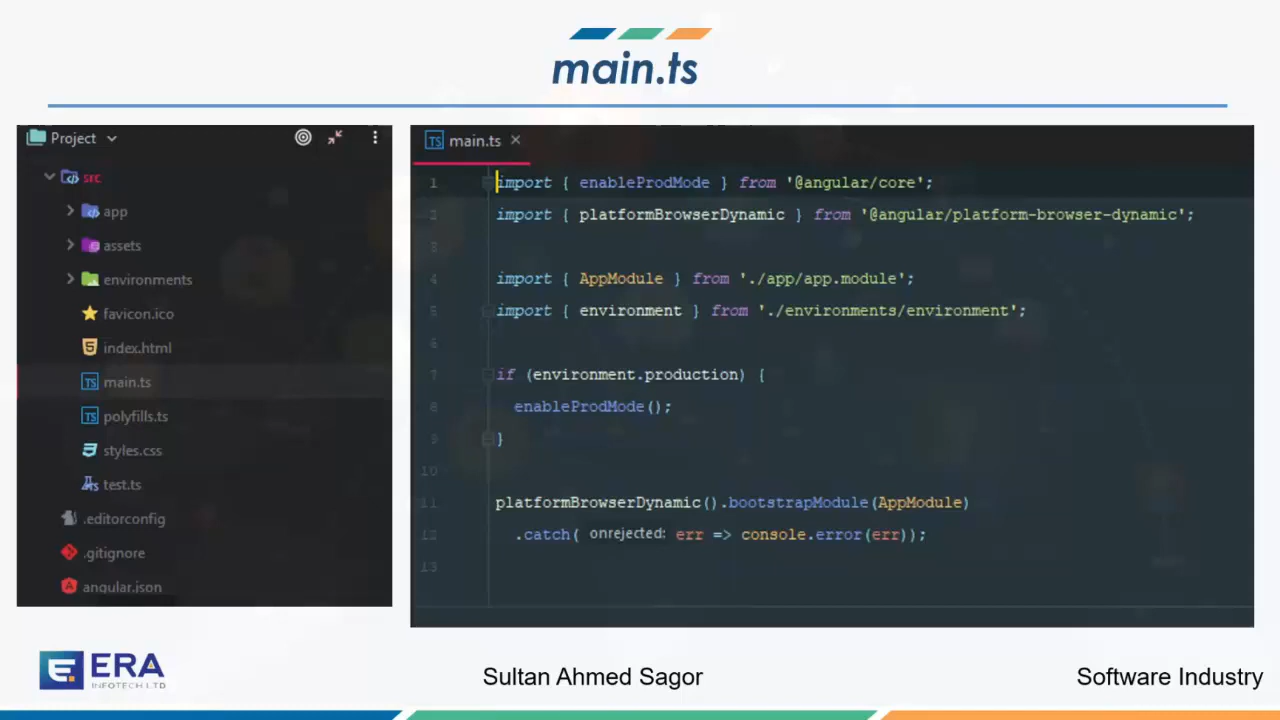 main.ts
Project
src
app
assets
environments
favicon.ico
index.html
main.ts
polyfills.ts
styles.css
test.ts
.editorconfig
.gitignore
angular.json
TS main.ts ×
1 import { enableProdMode } from '@angular/core';
2 import { platformBrowserDynamic } from '@angular/platform-browser-dynamic';
3
4 import { AppModule } from './app/app.module';
5 import { environment } from './environments/environment';
6
7 if (environment.production) {
8 enableProdMode();
9 }
10
11 platformBrowserDynamic().bootstrapModule(AppModule)
12 .catch( onrejected: err => console.error(err));
13
ERA
INFOTECH LTD
Sultan Ahmed Sagor
Software Industry